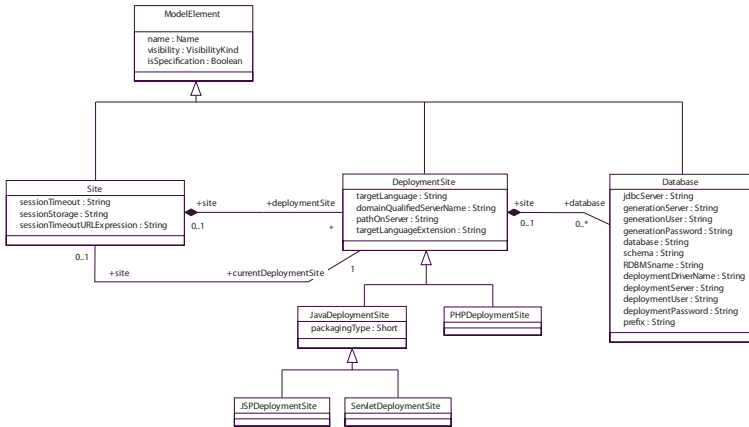 ModelElement
name : Name
visibility : VisibilityKind
isSpecification : Boolean
Site
sessionTimeout : String
sessionStorage : String
sessionTimeoutURLExpression : String
+site
0..1
+deploymentSite
*
DeploymentSite
targetLanguage : String
domainQualifiedServerName : String
pathOnServer : String
targetLanguageExtension : String
+site
0..1
+database
0..*
Database
jdbcServer : String
generationServer : String
generationUser : String
generationPassword : String
database : String
schema : String
RDBMSname : String
deploymentDriverName : String
deploymentServer : String
deploymentUser : String
deploymentPassword : String
prefix : String
0..1
+site
+currentDeploymentSite
1
JavaDeploymentSite
packagingType : Short
PHPDeploymentSite
JSPDeploymentSite
ServletDeploymentSite